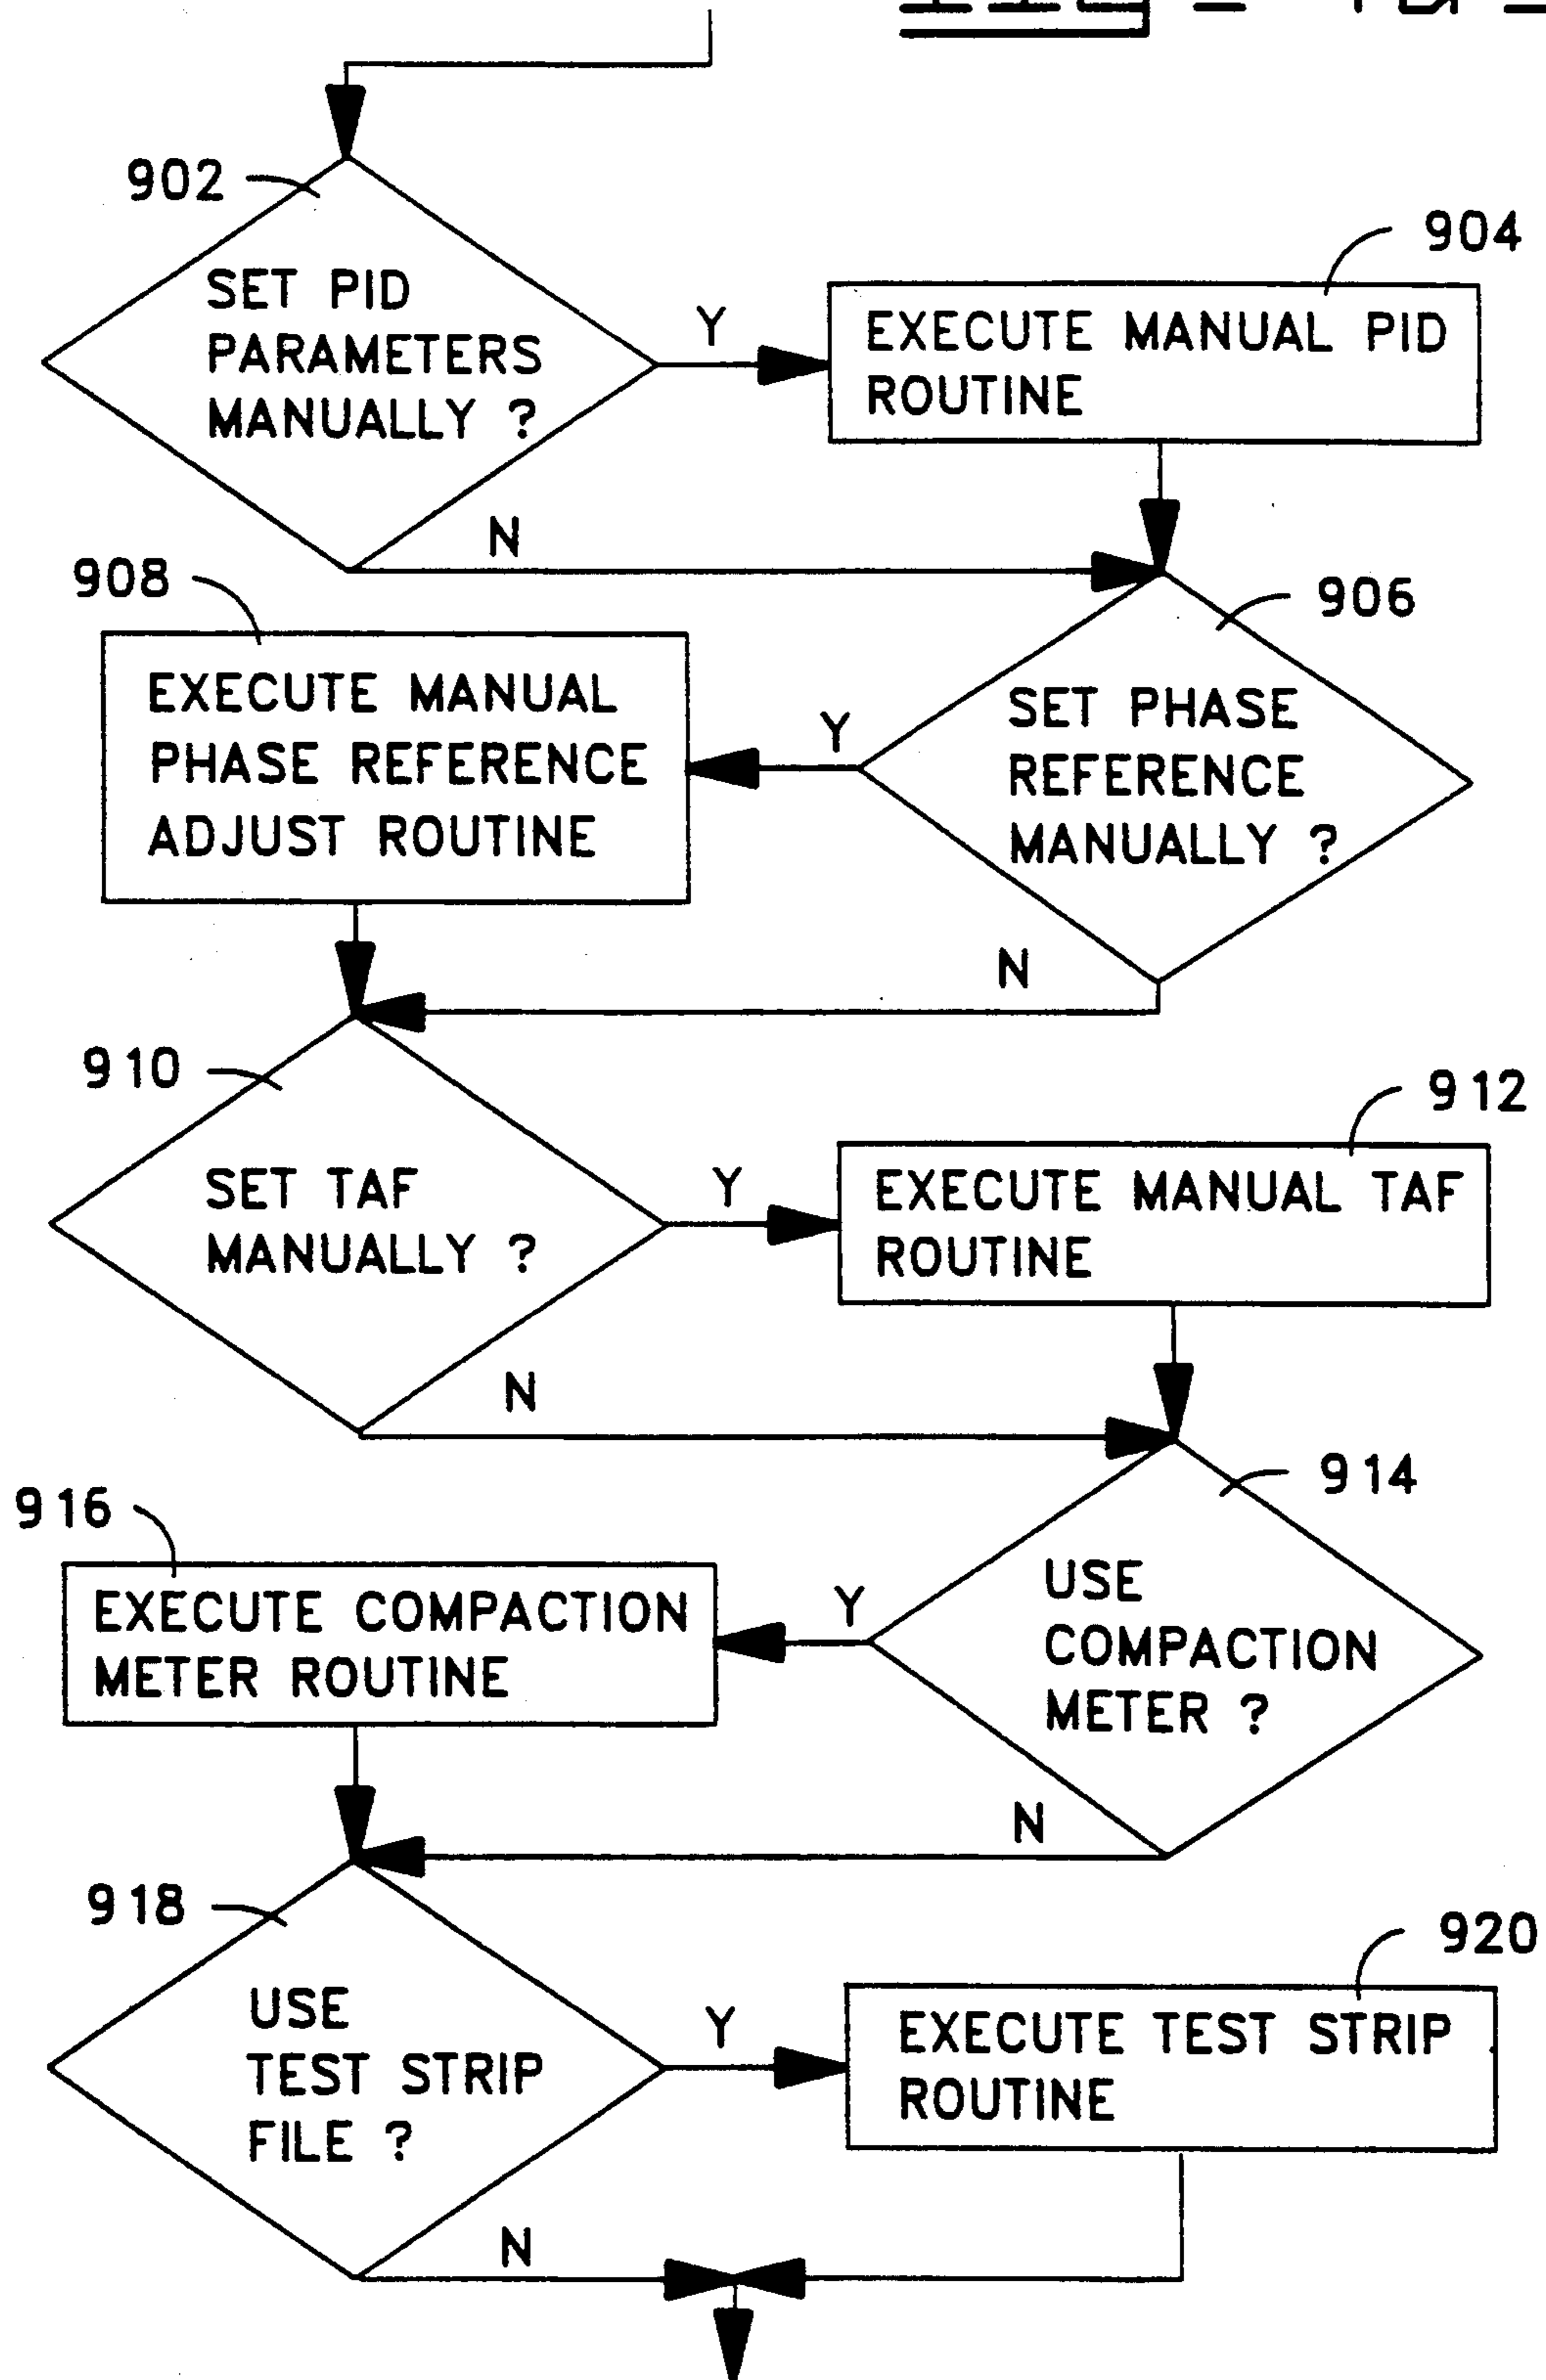 902
SET PID
PARAMETERS
MANUALLY ?
Y
904
EXECUTE MANUAL PID
ROUTINE
N
908
906
EXECUTE MANUAL
PHASE REFERENCE
ADJUST ROUTINE
Y
SET PHASE
REFERENCE
MANUALLY ?
N
910
SET TAF
MANUALLY ?
Y
912
EXECUTE MANUAL TAF
ROUTINE
N
916
914
EXECUTE COMPACTION
METER ROUTINE
Y
USE
COMPACTION
METER ?
N
918
USE
TEST STRIP
FILE ?
Y
920
EXECUTE TEST STRIP
ROUTINE
N